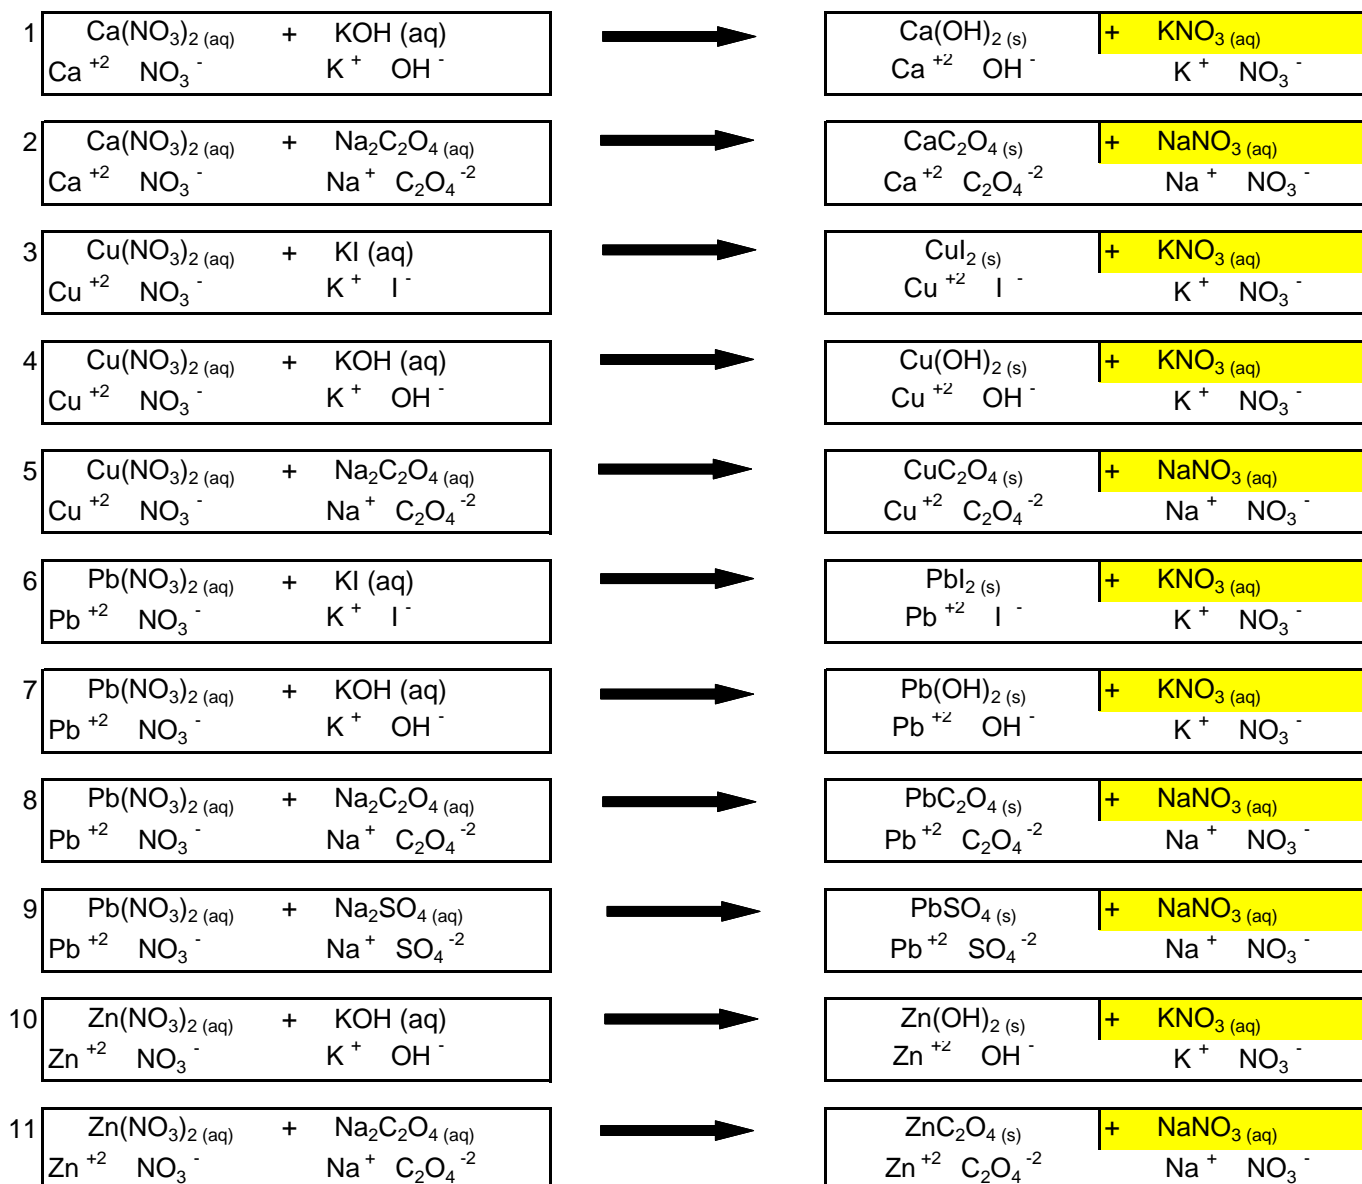 1 Ca(NO₃)₂ (aq) + KOH (aq) Ca(OH)₂ (s) + KNO₃ (aq)
Ca ⁺² NO₃ ⁻ K ⁺ OH ⁻ Ca ⁺² OH ⁻ K ⁺ NO₃ ⁻
2 Ca(NO₃)₂ (aq) + Na₂C₂O₄ (aq) CaC₂O₄ (s) + NaNO₃ (aq)
Ca ⁺² NO₃ ⁻ Na ⁺ C₂O₄ ⁻² Ca ⁺² C₂O₄ ⁻² Na ⁺ NO₃ ⁻
3 Cu(NO₃)₂ (aq) + KI (aq) CuI₂ (s) + KNO₃ (aq)
Cu ⁺² NO₃ ⁻ K ⁺ I ⁻ Cu ⁺² I ⁻ K ⁺ NO₃ ⁻
4 Cu(NO₃)₂ (aq) + KOH (aq) Cu(OH)₂ (s) + KNO₃ (aq)
Cu ⁺² NO₃ ⁻ K ⁺ OH ⁻ Cu ⁺² OH ⁻ K ⁺ NO₃ ⁻
5 Cu(NO₃)₂ (aq) + Na₂C₂O₄ (aq) CuC₂O₄ (s) + NaNO₃ (aq)
Cu ⁺² NO₃ ⁻ Na ⁺ C₂O₄ ⁻² Cu ⁺² C₂O₄ ⁻² Na ⁺ NO₃ ⁻
6 Pb(NO₃)₂ (aq) + KI (aq) PbI₂ (s) + KNO₃ (aq)
Pb ⁺² NO₃ ⁻ K ⁺ I ⁻ Pb ⁺² I ⁻ K ⁺ NO₃ ⁻
7 Pb(NO₃)₂ (aq) + KOH (aq) Pb(OH)₂ (s) + KNO₃ (aq)
Pb ⁺² NO₃ ⁻ K ⁺ OH ⁻ Pb ⁺² OH ⁻ K ⁺ NO₃ ⁻
8 Pb(NO₃)₂ (aq) + Na₂C₂O₄ (aq) PbC₂O₄ (s) + NaNO₃ (aq)
Pb ⁺² NO₃ ⁻ Na ⁺ C₂O₄ ⁻² Pb ⁺² C₂O₄ ⁻² Na ⁺ NO₃ ⁻
9 Pb(NO₃)₂ (aq) + Na₂SO₄ (aq) PbSO₄ (s) + NaNO₃ (aq)
Pb ⁺² NO₃ ⁻ Na ⁺ SO₄ ⁻² Pb ⁺² SO₄ ⁻² Na ⁺ NO₃ ⁻
10 Zn(NO₃)₂ (aq) + KOH (aq) Zn(OH)₂ (s) + KNO₃ (aq)
Zn ⁺² NO₃ ⁻ K ⁺ OH ⁻ Zn ⁺² OH ⁻ K ⁺ NO₃ ⁻
11 Zn(NO₃)₂ (aq) + Na₂C₂O₄ (aq) ZnC₂O₄ (s) + NaNO₃ (aq)
Zn ⁺² NO₃ ⁻ Na ⁺ C₂O₄ ⁻² Zn ⁺² C₂O₄ ⁻² Na ⁺ NO₃ ⁻